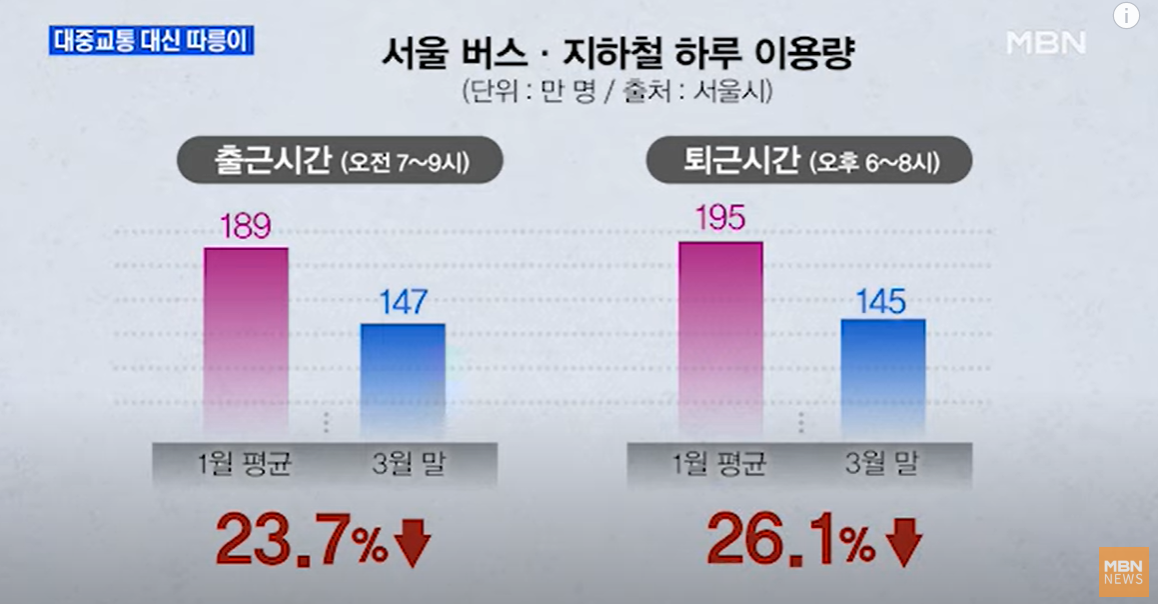 대중교통 대신 따릉이
MBN
서울 버스 · 지하철 하루 이용량
(단위 : 만 명 / 출처 : 서울시)
출근시간 (오전 7~9시)
퇴근시간 (오후 6~8시)
189
147
195
145
1월 평균
3월 말
1월 평균
3월 말
23.7%
26.1%
MBN
NEWS